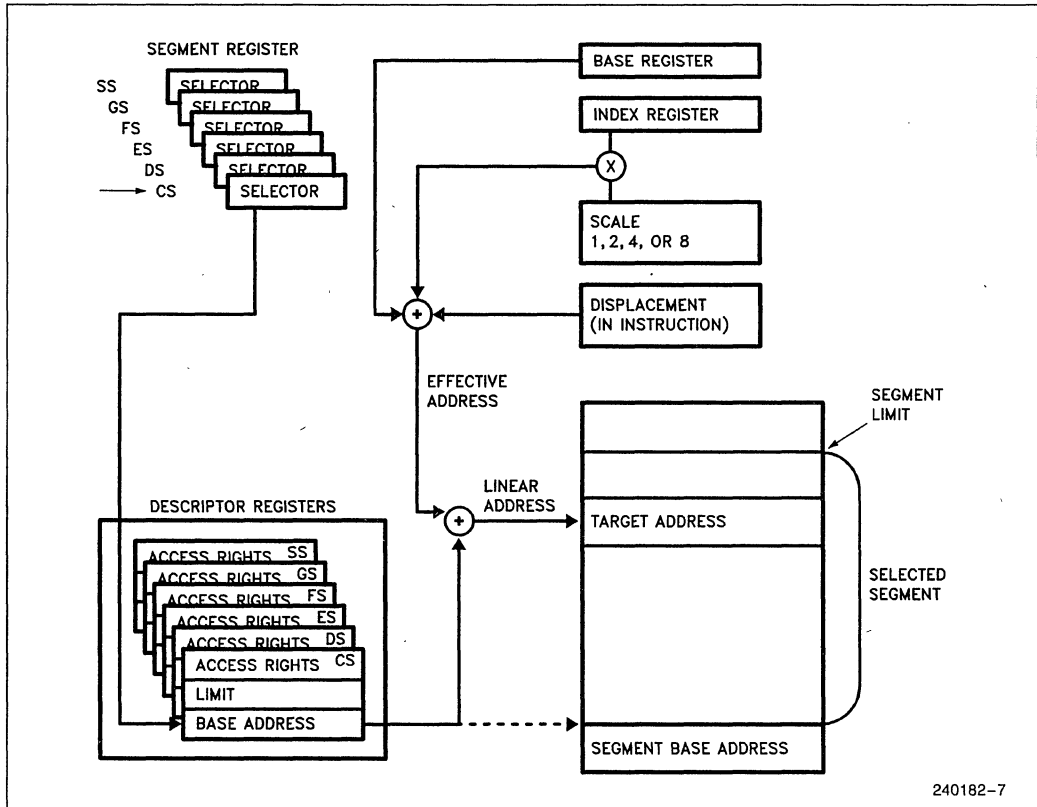 SEGMENT REGISTER
SS
GS
FS
ES
DS
CS
SELECTOR
SELECTOR
SELECTOR
SELECTOR
SELECTOR
SELECTOR
BASE REGISTER
INDEX REGISTER
X
SCALE
1, 2, 4, OR 8
DISPLACEMENT
(IN INSTRUCTION)
+
EFFECTIVE
ADDRESS
SEGMENT
LIMIT
LINEAR
ADDRESS
+
TARGET ADDRESS
SELECTED
SEGMENT
SEGMENT BASE ADDRESS
DESCRIPTOR REGISTERS
ACCESS RIGHTS SS
ACCESS RIGHTS GS
ACCESS RIGHTS FS
ACCESS RIGHTS ES
ACCESS RIGHTS DS
ACCESS RIGHTS CS
LIMIT
BASE ADDRESS
240182-7